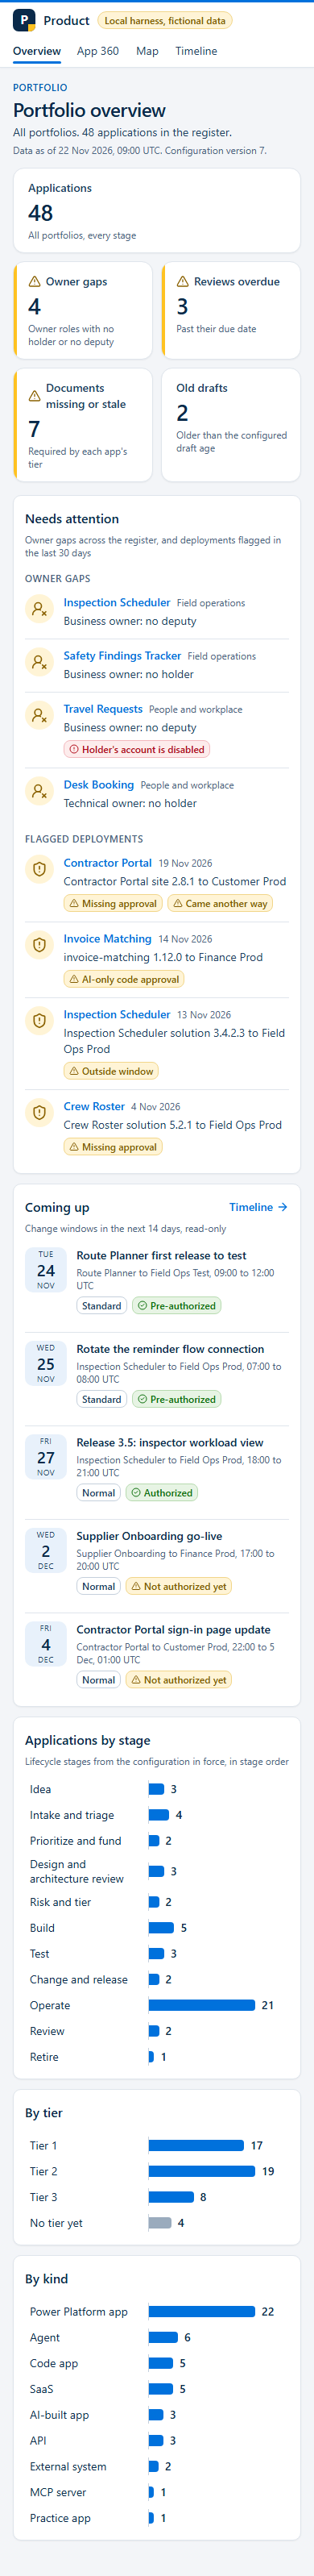 P Product Local harness, fictional data
Overview App 360 Map Timeline
PORTFOLIO
Portfolio overview
All portfolios. 48 applications in the register.
Data as of 22 Nov 2026, 09:00 UTC. Configuration version 7.
Applications
48
All portfolios, every stage
Owner gaps
4
Owner roles with no
holder or no deputy
Reviews overdue
3
Past their due date
Documents
missing or stale
7
Required by each app's
tier
Old drafts
2
Older than the configured
draft age
Needs attention
Owner gaps across the register, and deployments flagged in
the last 30 days
OWNER GAPS
Inspection Scheduler Field operations
Business owner: no deputy
Safety Findings Tracker Field operations
Business owner: no holder
Travel Requests People and workplace
Business owner: no deputy
Holder's account is disabled
Desk Booking People and workplace
Technical owner: no holder
FLAGGED DEPLOYMENTS
Contractor Portal 19 Nov 2026
Contractor Portal site 2.8.1 to Customer Prod
Missing approval Came another way
Invoice Matching 14 Nov 2026
invoice-matching 1.12.0 to Finance Prod
AI-only code approval
Inspection Scheduler 13 Nov 2026
Inspection Scheduler solution 3.4.2.3 to Field
Ops Prod
Outside window
Crew Roster 4 Nov 2026
Crew Roster solution 5.2.1 to Field Ops Prod
Missing approval
Coming up Timeline
Change windows in the next 14 days, read-only
TUE
24
NOV
Route Planner first release to test
Route Planner to Field Ops Test, 09:00 to 12:00
UTC
Standard Pre-authorized
WED
25
NOV
Rotate the reminder flow connection
Inspection Scheduler to Field Ops Prod, 07:00 to
08:00 UTC
Standard Pre-authorized
FRI
27
NOV
Release 3.5: inspector workload view
Inspection Scheduler to Field Ops Prod, 18:00 to
21:00 UTC
Normal Authorized
WED
2
DEC
Supplier Onboarding go-live
Supplier Onboarding to Finance Prod, 17:00 to
20:00 UTC
Normal Not authorized yet
FRI
4
DEC
Contractor Portal sign-in page update
Contractor Portal to Customer Prod, 22:00 to 5
Dec, 01:00 UTC
Normal Not authorized yet
Applications by stage
Lifecycle stages from the configuration in force, in stage order
Idea 3
Intake and triage 4
Prioritize and fund 2
Design and
architecture review 3
Risk and tier 2
Build 5
Test 3
Change and release 2
Operate 21
Review 2
Retire 1
By tier
Tier 1 17
Tier 2 19
Tier 3 8
No tier yet 4
By kind
Power Platform app 22
Agent 6
Code app 5
SaaS 5
AI-built app 3
API 3
External system 2
MCP server 1
Practice app 1